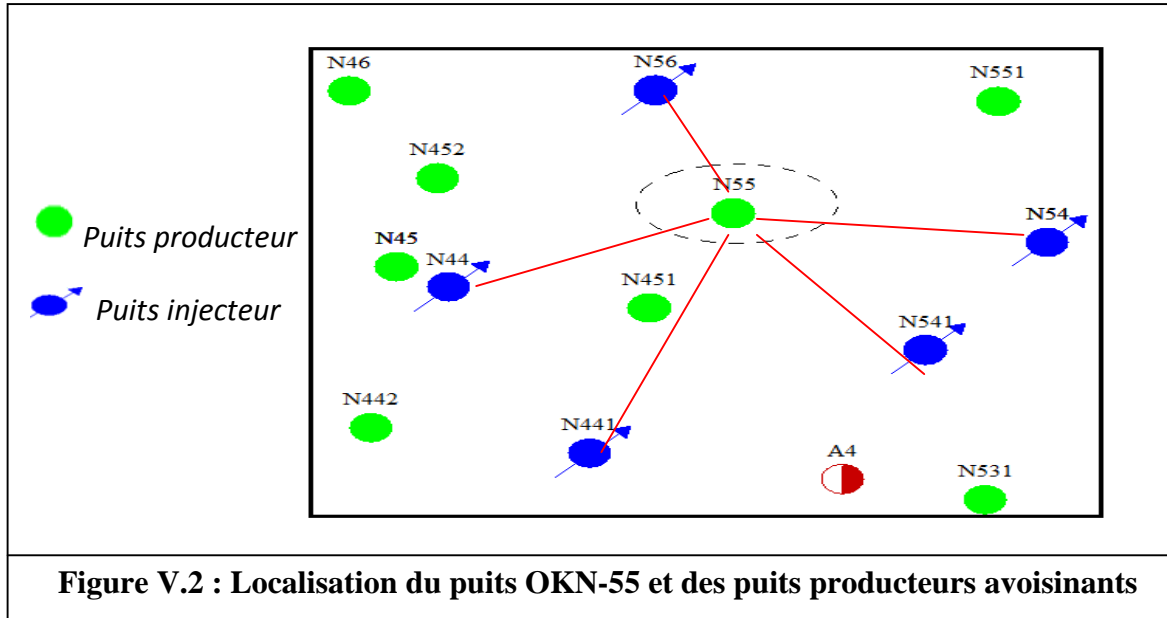 N46
N56
N551
N452
N55
Puits producteur
N54
N45
N44
N451
Puits injecteur
N541
N442
N441
A4
N531
Figure V.2 : Localisation du puits OKN-55 et des puits producteurs avoisinants